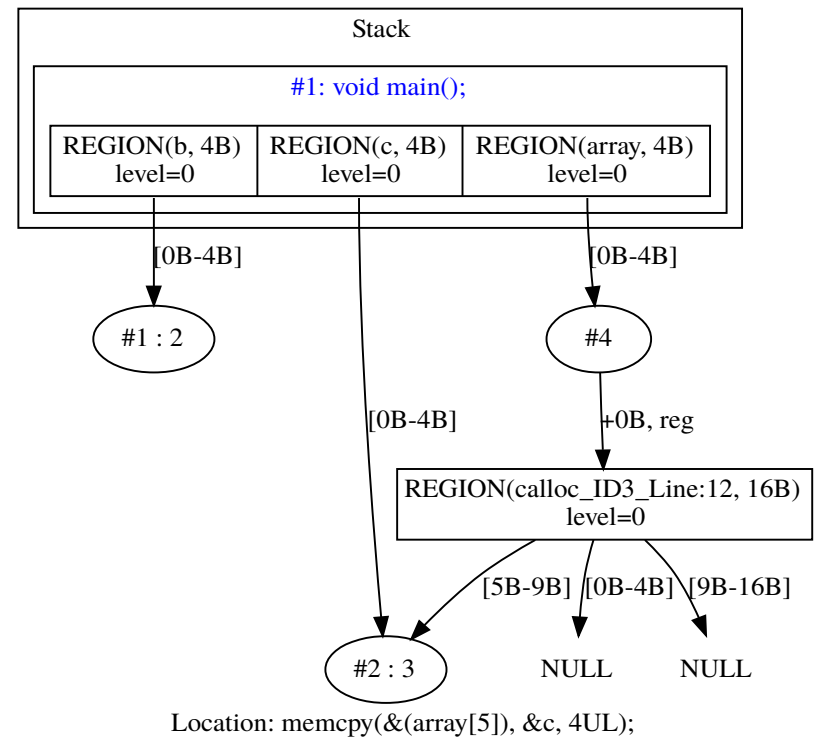 Stack
#1: void main();
REGION(b, 4B)
level=0
REGION(c, 4B)
level=0
REGION(array, 4B)
level=0
[0B-4B]
[0B-4B]
#1 : 2
#4
[0B-4B]
+0B, reg
REGION(calloc_ID3_Line:12, 16B)
level=0
[5B-9B]
[0B-4B]
[9B-16B]
#2 : 3
NULL
NULL
Location: memcpy(&(array[5]), &c, 4UL);